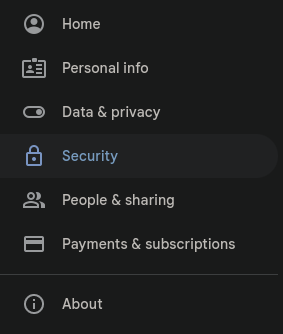 Home
Personal info
Data & privacy
Security
People & sharing
Payments & subscriptions
About